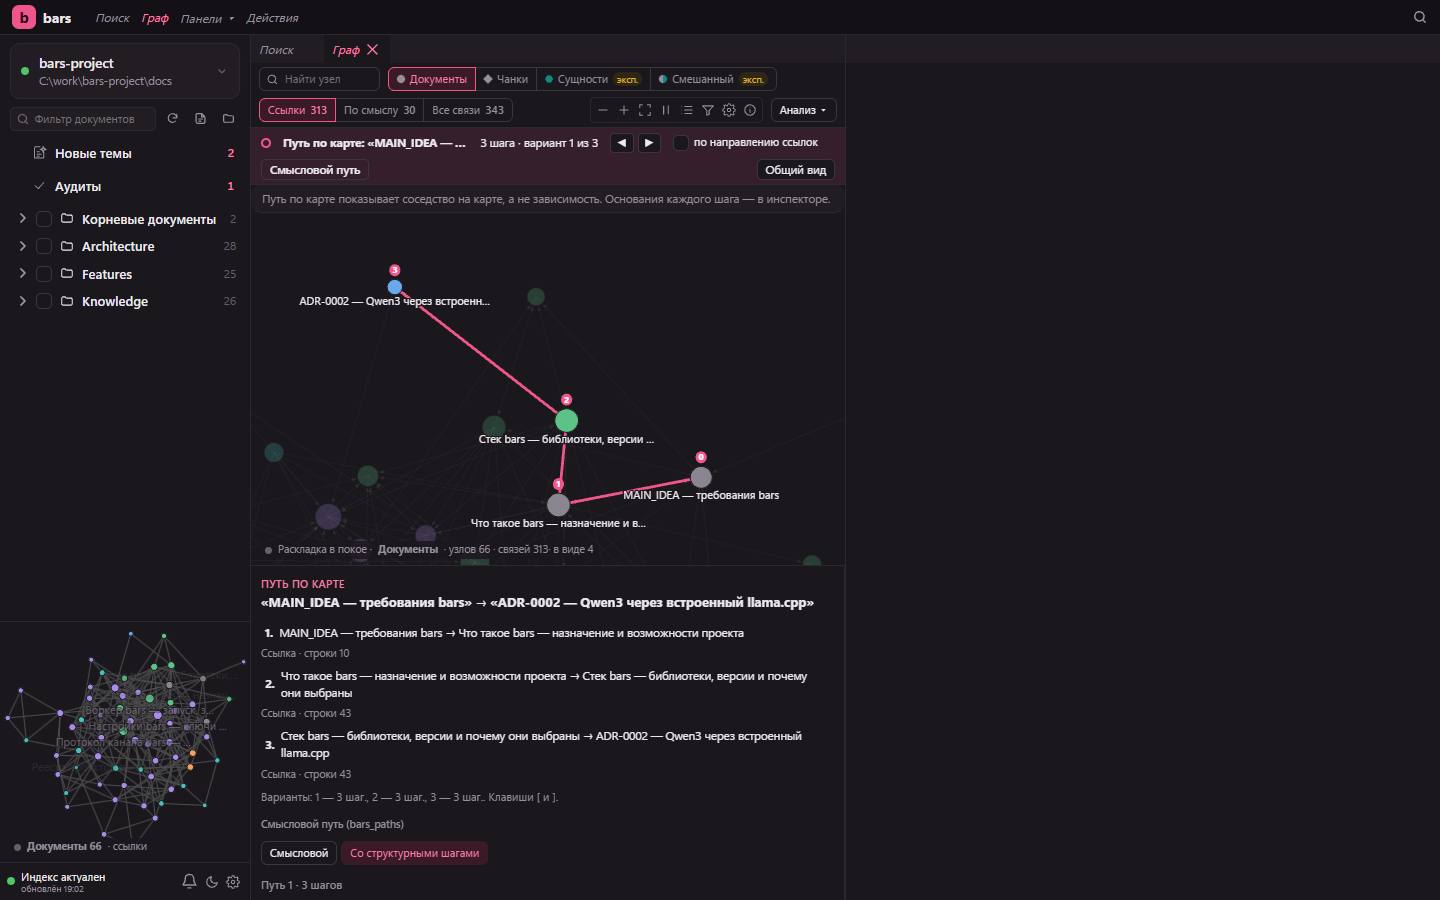 b bars Поиск Граф Панели Действия
bars-project
C:\work\bars-project\docs
Фильтр документов
Новые темы 2
Аудиты 1
Корневые документы 2
Architecture 28
Features 25
Knowledge 26
Воркер bars — запуск, з...
Настройки bars — ключи ...
Протокол канала bars —
Документы 66 · ссылки
Индекс актуален
обновлён 19:02
Поиск Граф
Найти узел Документы Чанки Сущности эксп. Смешанный эксп.
Ссылки 313 По смыслу 30 Все связи 343 Анализ
Путь по карте: «MAIN_IDEA — ... 3 шага · вариант 1 из 3 по направлению ссылок
Смысловой путь Общий вид
Путь по карте показывает соседство на карте, а не зависимость. Основания каждого шага — в инспекторе.
3
ADR-0002 — Qwen3 через встроенн...
2
Стек bars — библиотеки, версии ...
0
MAIN_IDEA — требования bars
1
Что такое bars — назначение и в...
Раскладка в покое · Документы · узлов 66 · связей 313 · в виде 4
ПУТЬ ПО КАРТЕ
«MAIN_IDEA — требования bars» → «ADR-0002 — Qwen3 через встроенный llama.cpp»
1. MAIN_IDEA — требования bars → Что такое bars — назначение и возможности проекта
Ссылка · строки 10
2. Что такое bars — назначение и возможности проекта → Стек bars — библиотеки, версии и почему
они выбраны
Ссылка · строки 43
3. Стек bars — библиотеки, версии и почему они выбраны → ADR-0002 — Qwen3 через встроенный
llama.cpp
Ссылка · строки 43
Варианты: 1 — 3 шаг., 2 — 3 шаг., 3 — 3 шаг.. Клавиши [ и ].
Смысловой путь (bars_paths)
Смысловой Со структурными шагами
Путь 1 · 3 шагов